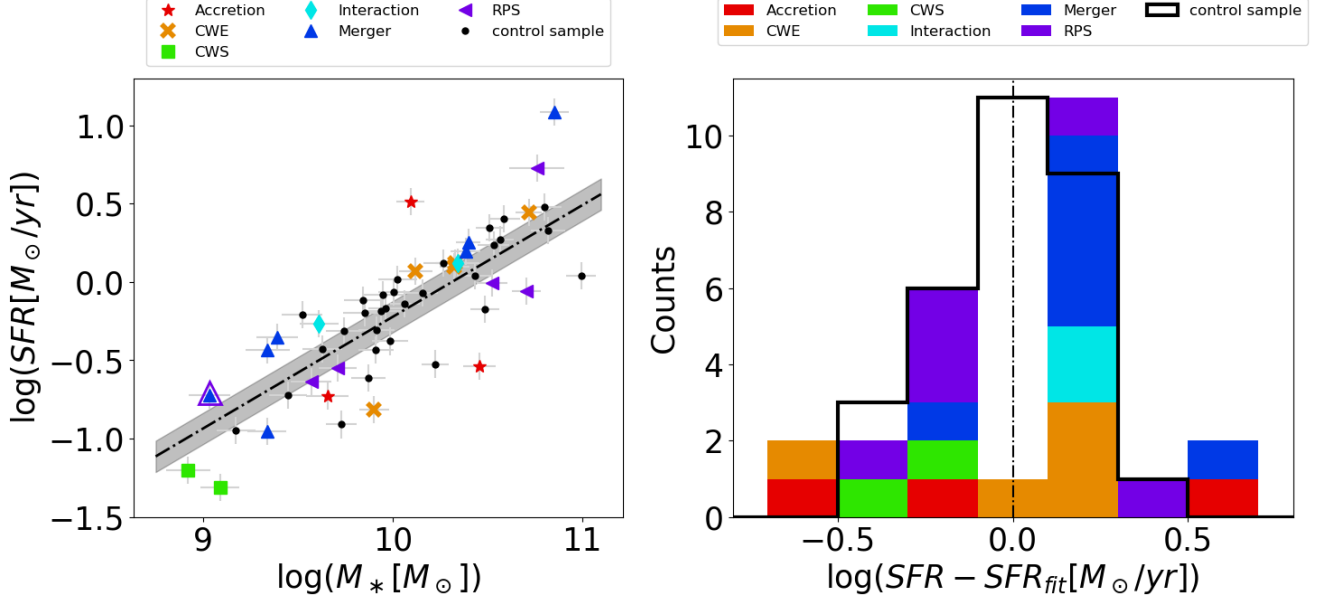 Accretion Interaction RPS
CWE Merger control sample
CWS
log(SFR[M⊙/yr])
1.0
0.5
0.0
−0.5
−1.0
−1.5
9 10 11
log(M∗[M⊙])
Accretion CWS Merger control sample
CWE Interaction RPS
Counts
10
8
6
4
2
0
−0.5 0.0 0.5
log(SFR − SFRfit[M⊙/yr])